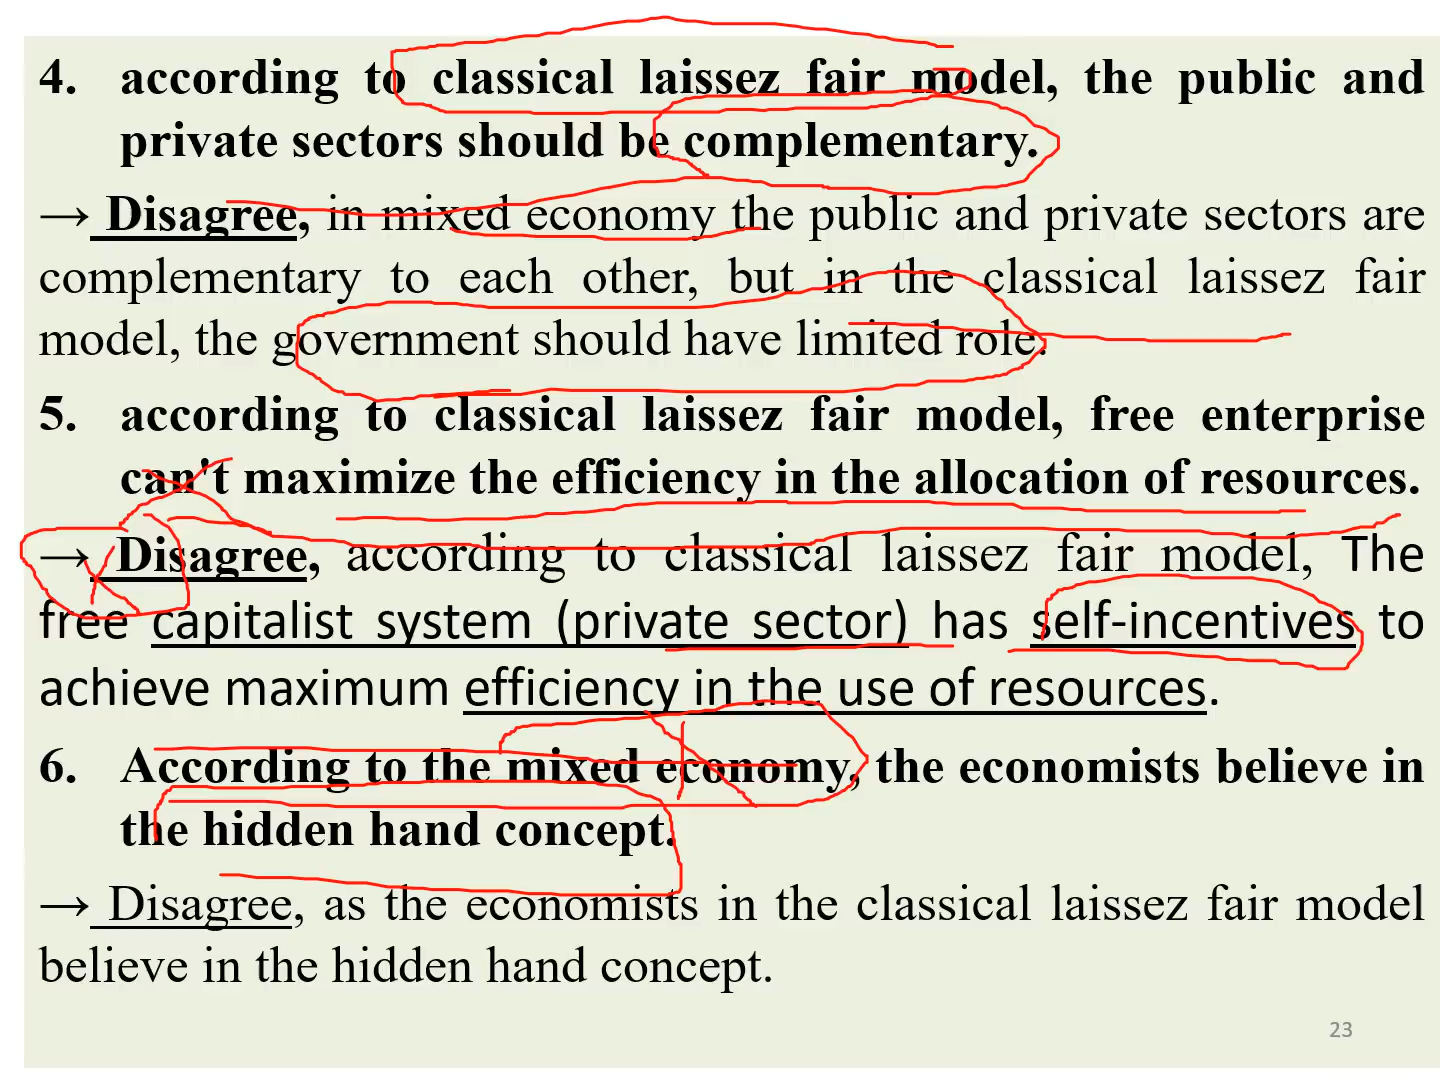 4. according to classical laissez fair model, the public and
private sectors should be complementary.
→ Disagree, in mixed economy the public and private sectors are
complementary to each other, but in the classical laissez fair
model, the government should have limited role.
5. according to classical laissez fair model, free enterprise
can't maximize the efficiency in the allocation of resources.
→ Disagree, according to classical laissez fair model, The
free capitalist system (private sector) has self-incentives to
achieve maximum efficiency in the use of resources.
6. According to the mixed economy, the economists believe in
the hidden hand concept.
→ Disagree, as the economists in the classical laissez fair model
believe in the hidden hand concept.
23